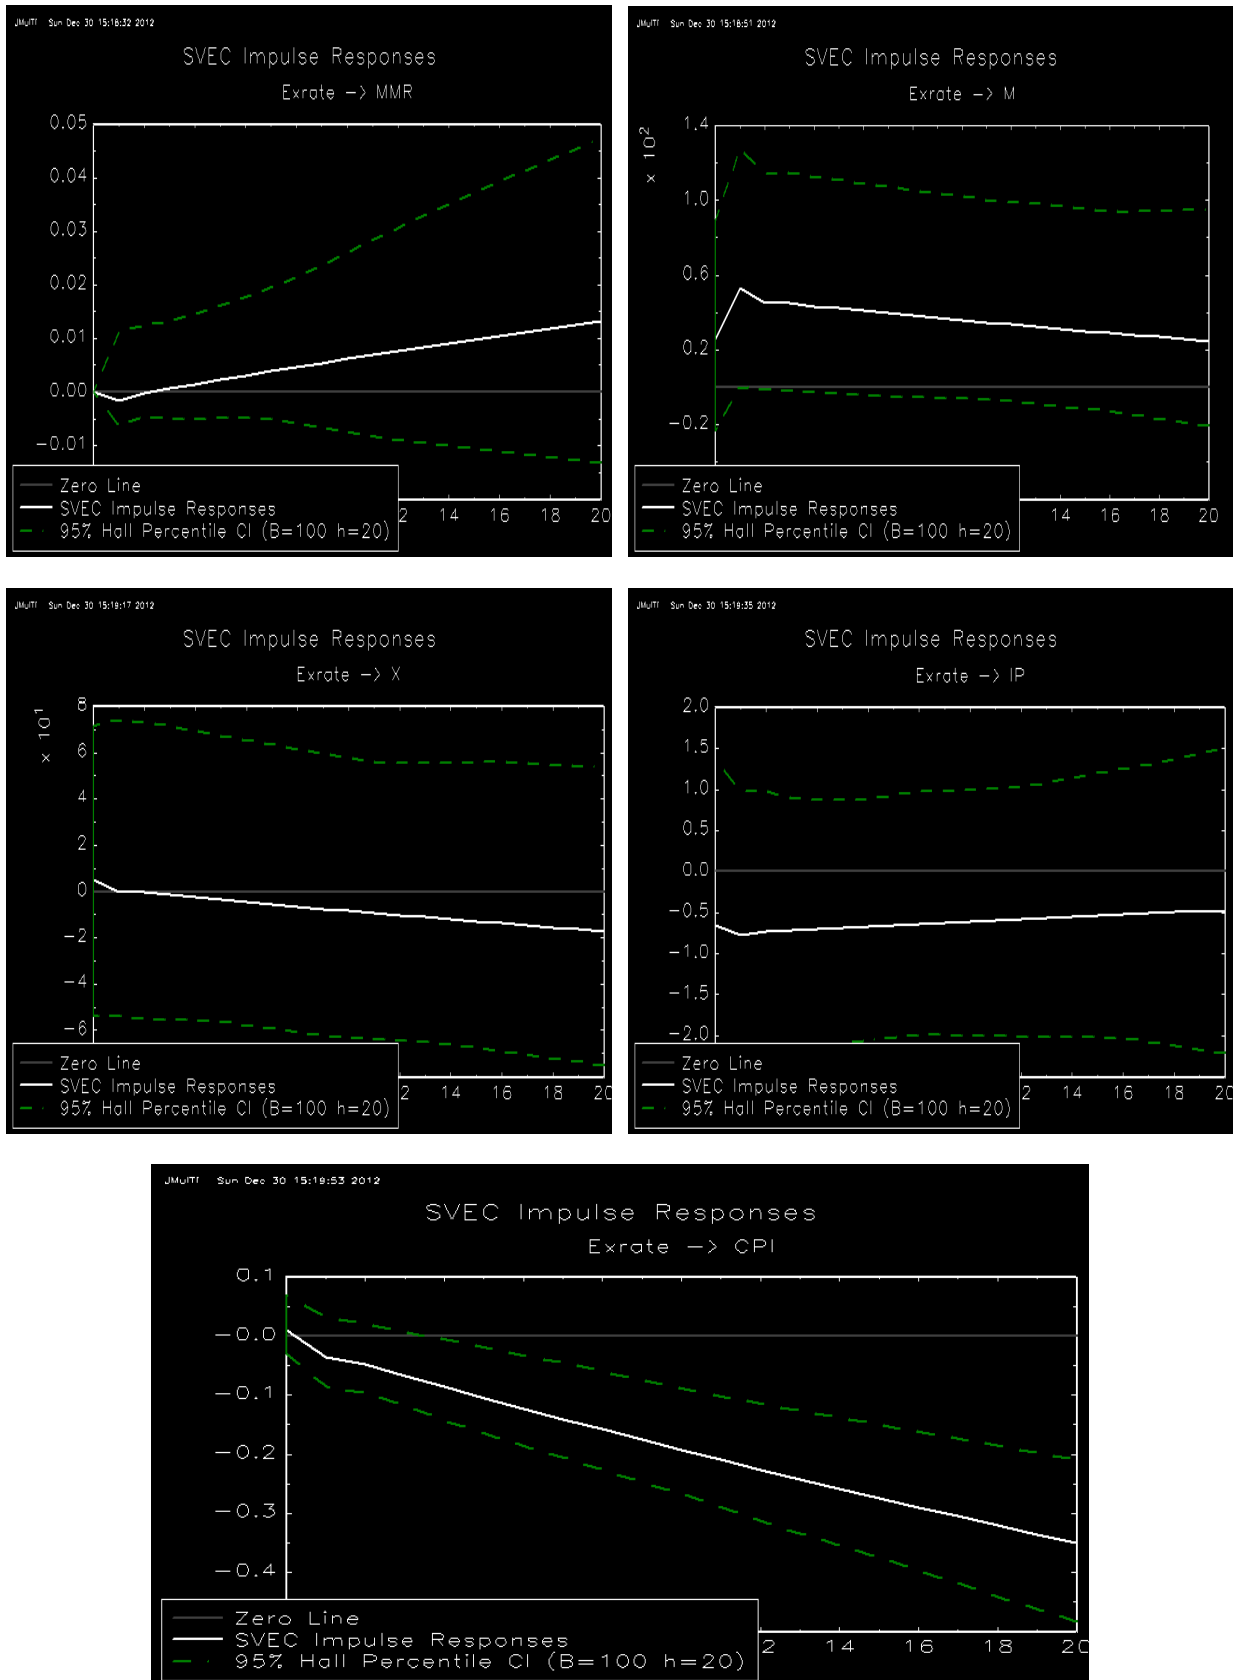 JMulTi Sun Dec 30 15:18:32 2012
SVEC Impulse Responses
Exrate -> MMR
0.05
0.04
0.03
0.02
0.01
0.00
-0.01
Zero Line
SVEC Impulse Responses
95% Hall Percentile CI (B=100 h=20)
12 14 16 18 20
JMulTi Sun Dec 30 15:18:51 2012
SVEC Impulse Responses
Exrate -> M
x 10²
1.4
1.0
0.6
0.2
-0.2
Zero Line
SVEC Impulse Responses
95% Hall Percentile CI (B=100 h=20)
14 16 18 20
JMulTi Sun Dec 30 15:19:17 2012
SVEC Impulse Responses
Exrate -> X
x 10¹
8
6
4
2
0
-2
-4
-6
Zero Line
SVEC Impulse Responses
95% Hall Percentile CI (B=100 h=20)
12 14 16 18 20
JMulTi Sun Dec 30 15:19:35 2012
SVEC Impulse Responses
Exrate -> IP
2.0
1.5
1.0
0.5
0.0
-0.5
-1.0
-1.5
-2.0
Zero Line
SVEC Impulse Responses
95% Hall Percentile CI (B=100 h=20)
14 16 18 20
JMulTi Sun Dec 30 15:19:53 2012
SVEC Impulse Responses
Exrate -> CPI
0.1
-0.0
-0.1
-0.2
-0.3
-0.4
Zero Line
SVEC Impulse Responses
95% Hall Percentile CI (B=100 h=20)
12 14 16 18 20